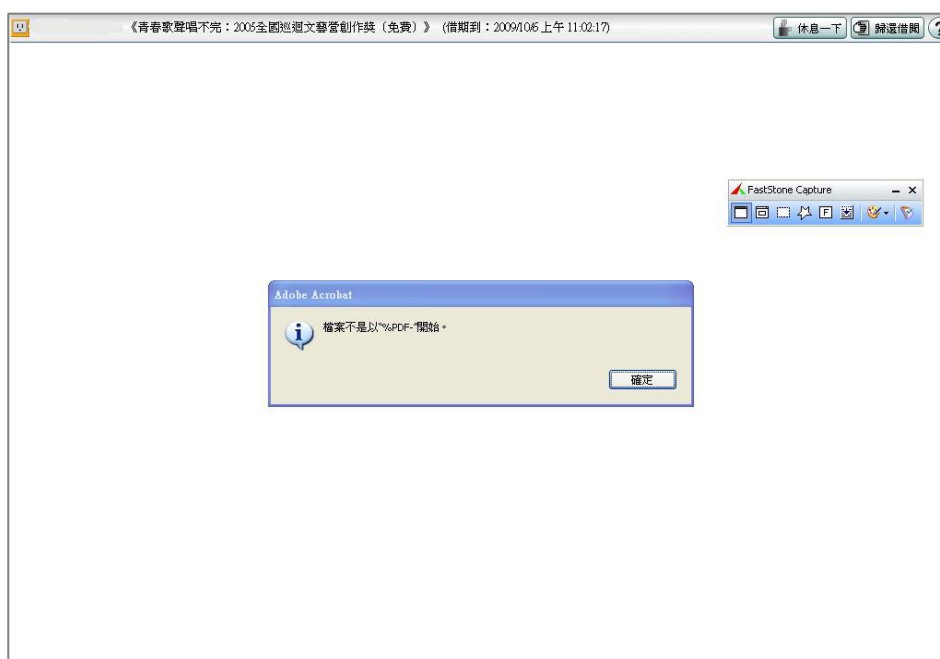 《青春歌聲唱不完：2005全國巡迴文藝營創作獎（免費）》 (借期到：2009/10/6 上午 11:02:17) 休息一下 歸還借閱 ?
FastStone Capture
F
Adobe Acrobat
檔案不是以"%PDF-"開始。
確定